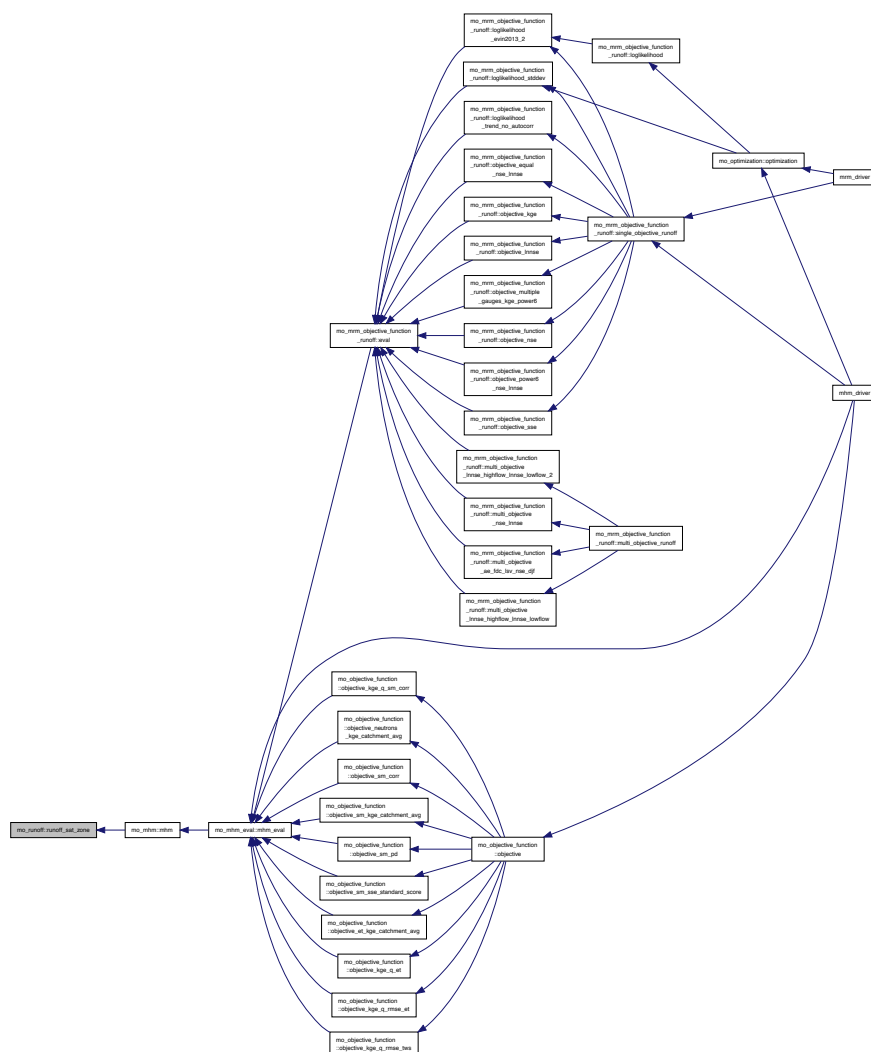 mo_mrm_objective_function
_runoff::loglikelihood
_evin2013_2
mo_mrm_objective_function
_runoff::loglikelihood
mo_mrm_objective_function
_runoff::loglikelihood_stddev
mo_mrm_objective_function
_runoff::loglikelihood
_trend_no_autocorr
mo_mrm_objective_function
_runoff::objective_equal
_nse_lnnse
mo_optimization::optimization
mrm_driver
mo_mrm_objective_function
_runoff::objective_kge
mo_mrm_objective_function
_runoff::single_objective_runoff
mo_mrm_objective_function
_runoff::objective_lnnse
mo_mrm_objective_function
_runoff::objective_multiple
_gauges_kge_power6
mo_mrm_objective_function
_runoff::eval
mo_mrm_objective_function
_runoff::objective_nse
mo_mrm_objective_function
_runoff::objective_power6
_nse_lnnse
mhm_driver
mo_mrm_objective_function
_runoff::objective_sse
mo_mrm_objective_function
_runoff::multi_objective
_lnnse_highflow_lnnse_lowflow_2
mo_mrm_objective_function
_runoff::multi_objective
_nse_lnnse
mo_mrm_objective_function
_runoff::multi_objective_runoff
mo_mrm_objective_function
_runoff::multi_objective
_ae_fdc_lsv_nse_djf
mo_mrm_objective_function
_runoff::multi_objective
_lnnse_highflow_lnnse_lowflow
mo_objective_function
::objective_kge_q_sm_corr
mo_objective_function
::objective_neutrons
_kge_catchment_avg
mo_objective_function
::objective_sm_corr
mo_objective_function
::objective_sm_kge_catchment_avg
mo_runoff::runoff_sat_zone
mo_mhm::mhm
mo_mhm_eval::mhm_eval
mo_objective_function
::objective_sm_pd
mo_objective_function
::objective
mo_objective_function
::objective_sm_sse_standard_score
mo_objective_function
::objective_et_kge_catchment_avg
mo_objective_function
::objective_kge_q_et
mo_objective_function
::objective_kge_q_rmse_et
mo_objective_function
::objective_kge_q_rmse_tws